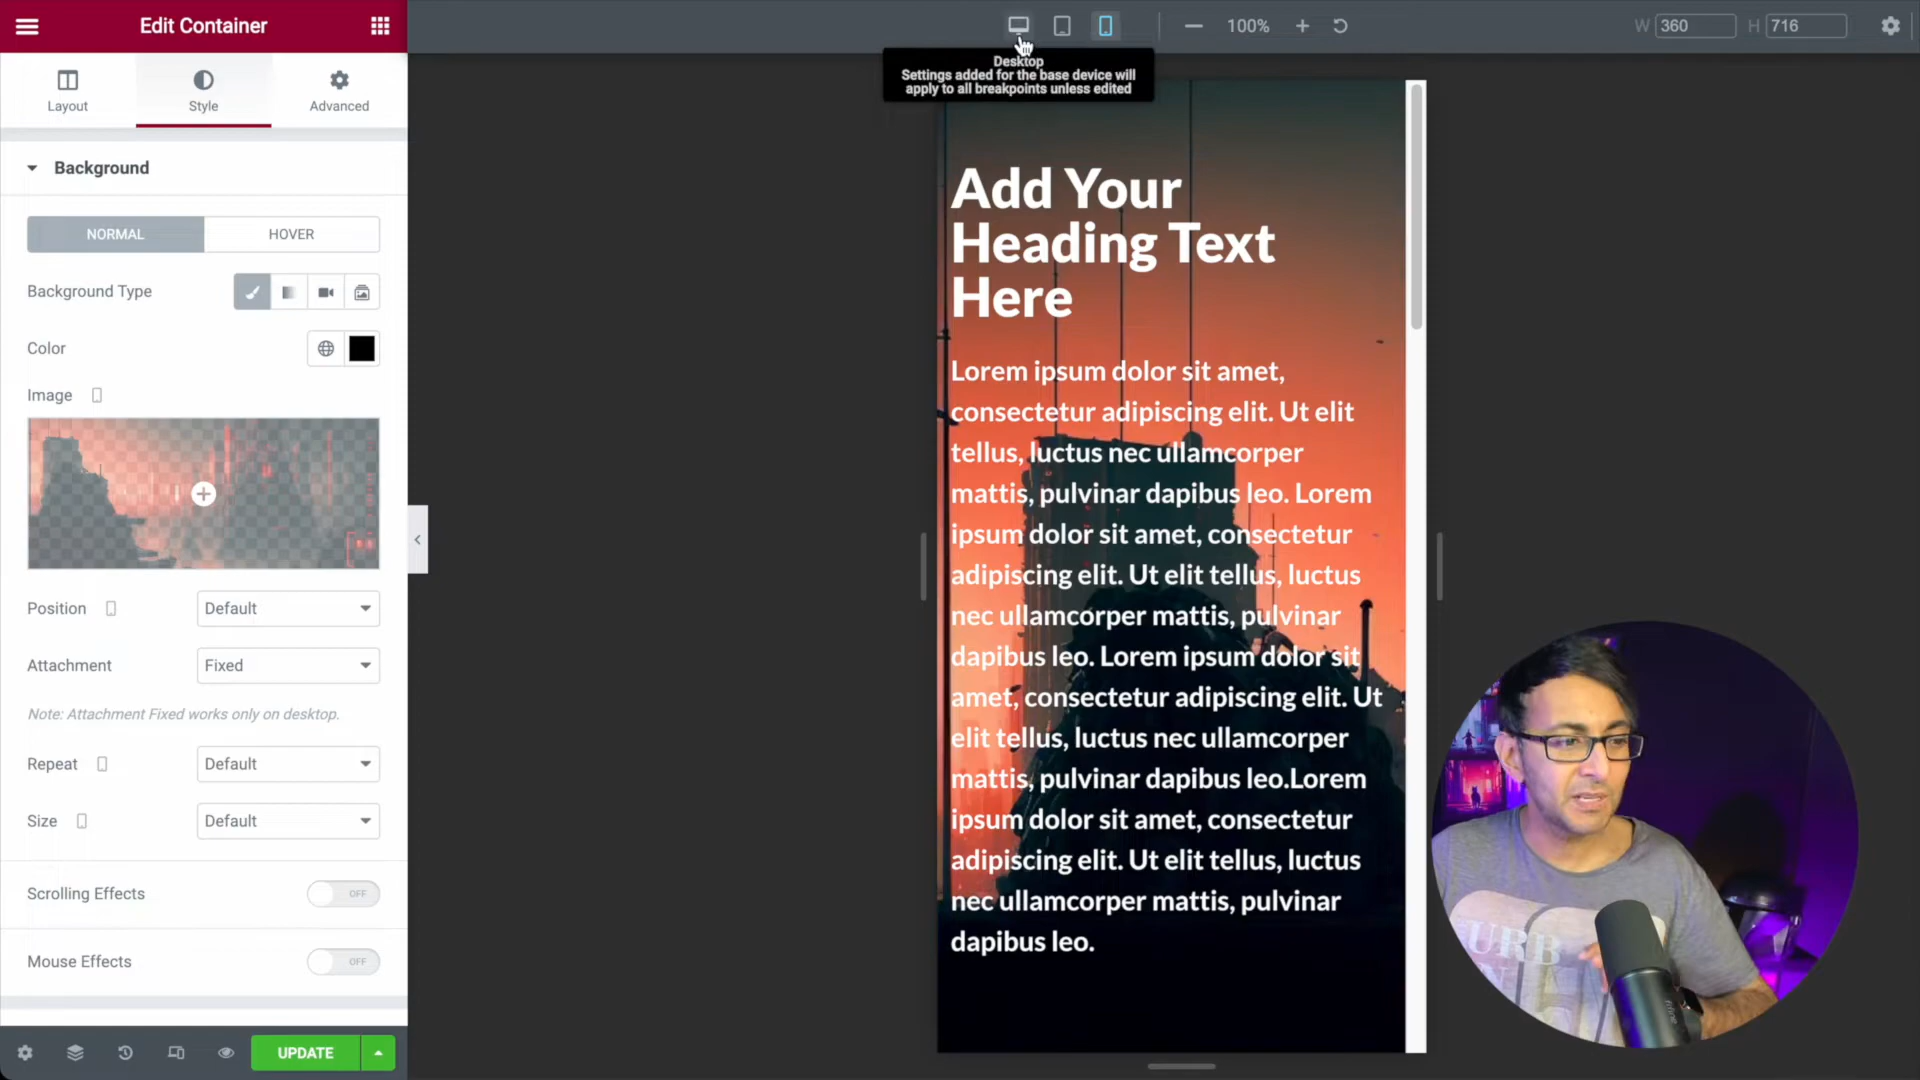 Edit Container
100%
W 360 H 716
Desktop
Settings added for the base device will
apply to all breakpoints unless edited
Layout
Style
Advanced
Background
NORMAL
HOVER
Background Type
Color
Image
Position
Default
Attachment
Fixed
Note: Attachment Fixed works only on desktop.
Repeat
Default
Size
Default
Scrolling Effects
OFF
Mouse Effects
OFF
UPDATE
Add Your
Heading Text
Here
Lorem ipsum dolor sit amet,
consectetur adipiscing elit. Ut elit
tellus, luctus nec ullamcorper
mattis, pulvinar dapibus leo. Lorem
ipsum dolor sit amet, consectetur
adipiscing elit. Ut elit tellus, luctus
nec ullamcorper mattis, pulvinar
dapibus leo. Lorem ipsum dolor sit
amet, consectetur adipiscing elit. Ut
elit tellus, luctus nec ullamcorper
mattis, pulvinar dapibus leo.Lorem
ipsum dolor sit amet, consectetur
adipiscing elit. Ut elit tellus, luctus
nec ullamcorper mattis, pulvinar
dapibus leo.